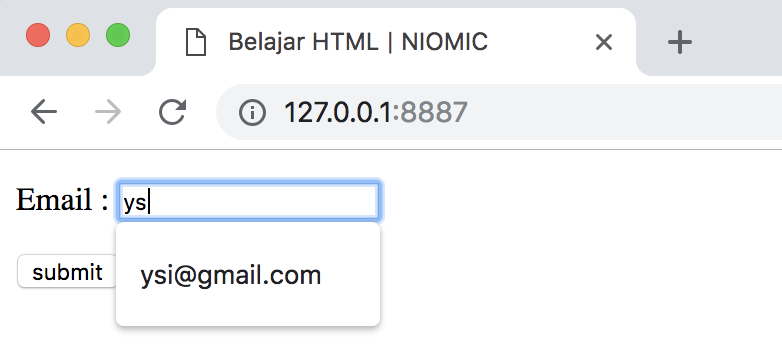 Belajar HTML | NIOMIC
127.0.0.1:8887
Email : ys
ysi@gmail.com
submit